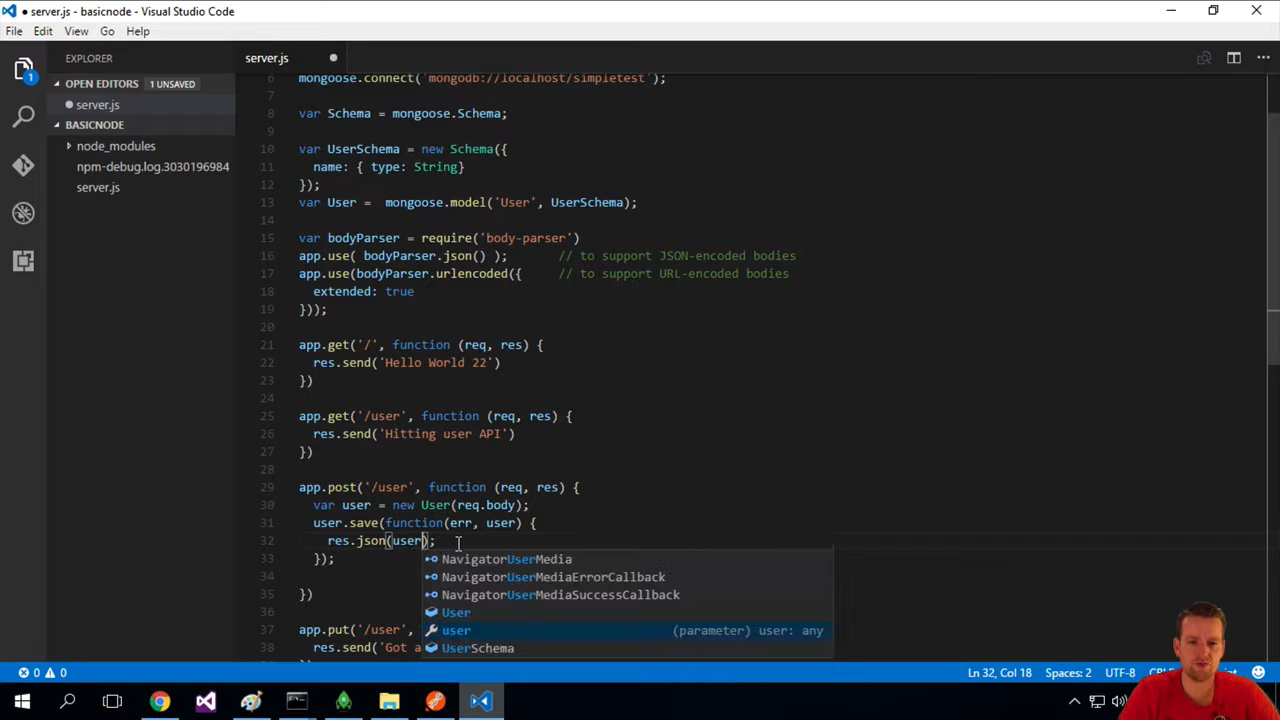 server.js - basicnode - Visual Studio Code
File Edit View Go Help
EXPLORER
OPEN EDITORS 1 UNSAVED
server.js
BASICNODE
node_modules
npm-debug.log.3030196984
server.js
1
server.js
6 mongoose.connect('mongodb://localhost/simpletest');
7
8 var Schema = mongoose.Schema;
9
10 var UserSchema = new Schema({
11 name: { type: String}
12 });
13 var User =  mongoose.model('User', UserSchema);
14
15 var bodyParser = require('body-parser')
16 app.use( bodyParser.json() ); // to support JSON-encoded bodies
17 app.use(bodyParser.urlencoded({ // to support URL-encoded bodies
18 extended: true
19 }));
20
21 app.get('/', function (req, res) {
22 res.send('Hello World 22')
23 })
24
25 app.get('/user', function (req, res) {
26 res.send('Hitting user API')
27 })
28
29 app.post('/user', function (req, res) {
30 var user = new User(req.body);
31 user.save(function(err, user) {
32 res.json(user);
33 });
34
35 })
36
37 app.put('/user',
38 res.send('Got a
NavigatorUserMedia
NavigatorUserMediaErrorCallback
NavigatorUserMediaSuccessCallback
User
user (parameter) user: any
UserSchema
0 0 Ln 32, Col 18 Spaces: 2 UTF-8